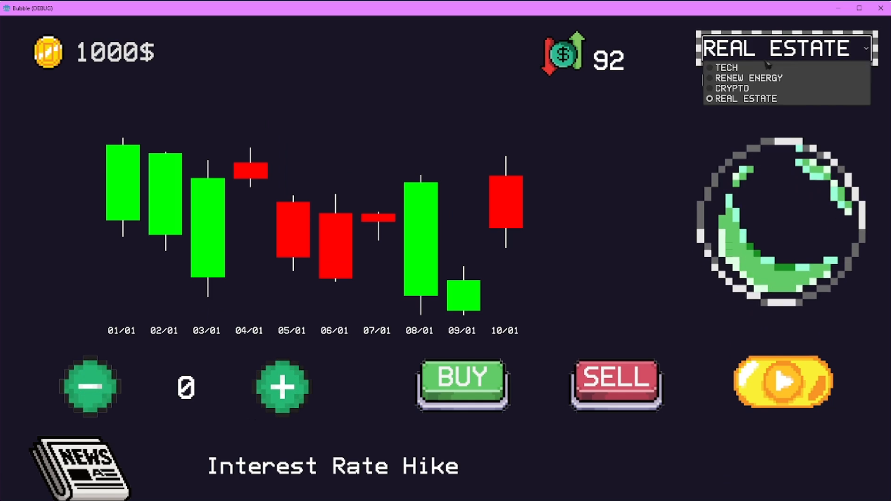 Bubble (DEBUG)
1000$
92
REAL ESTATE
TECH
RENEW ENERGY
CRYPTO
REAL ESTATE
01/01 02/01 03/01 04/01 05/01 06/01 07/01 08/01 09/01 10/01
0
BUY
SELL
NEWS
Interest Rate Hike